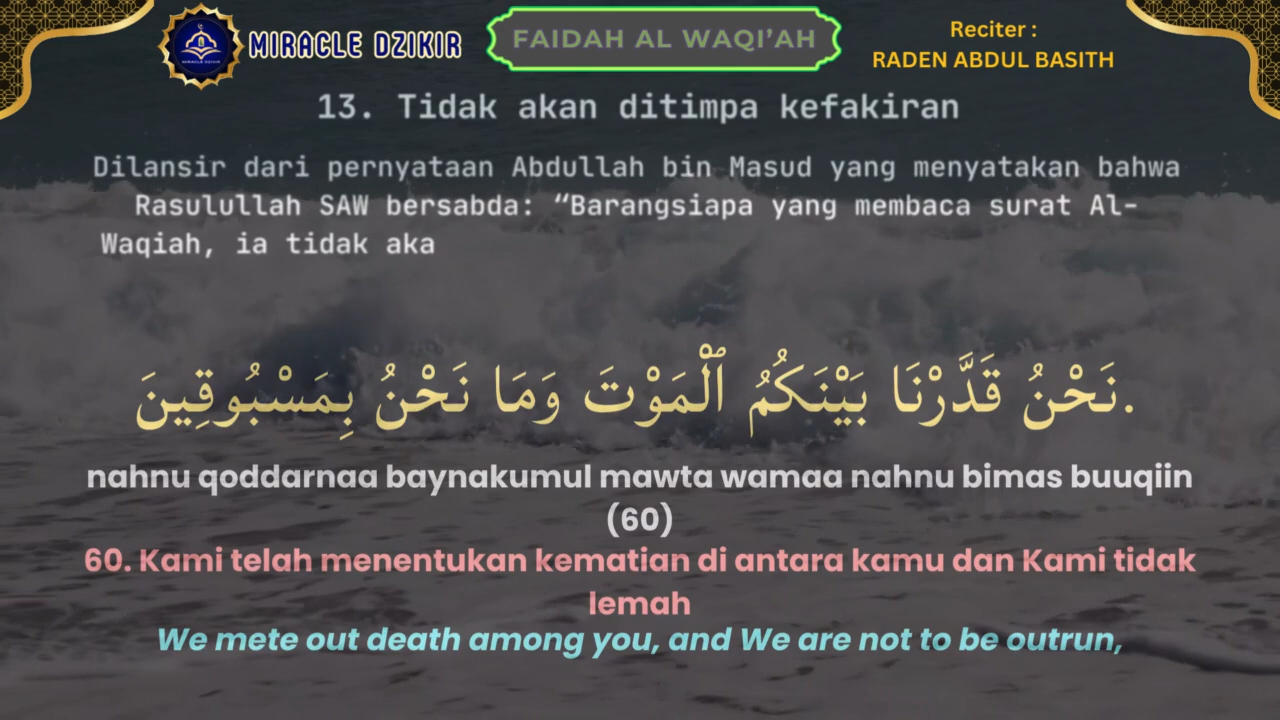 MIRACLE DZIKIR
FAIDAH AL WAQI’AH
Reciter :
RADEN ABDUL BASITH
13. Tidak akan ditimpa kefakiran
Dilansir dari pernyataan Abdullah bin Masud yang menyatakan bahwa
Rasulullah SAW bersabda: “Barangsiapa yang membaca surat Al-
Waqiah, ia tidak aka
نَحْنُ قَدَّرْنَا بَيْنَكُمُ ٱلْمَوْتَ وَمَا نَحْنُ بِمَسْبُوقِينَ.
nahnu qoddarnaa baynakumul mawta wamaa nahnu bimas buuqiin
(60)
60. Kami telah menentukan kematian di antara kamu dan Kami tidak
lemah
We mete out death among you, and We are not to be outrun,